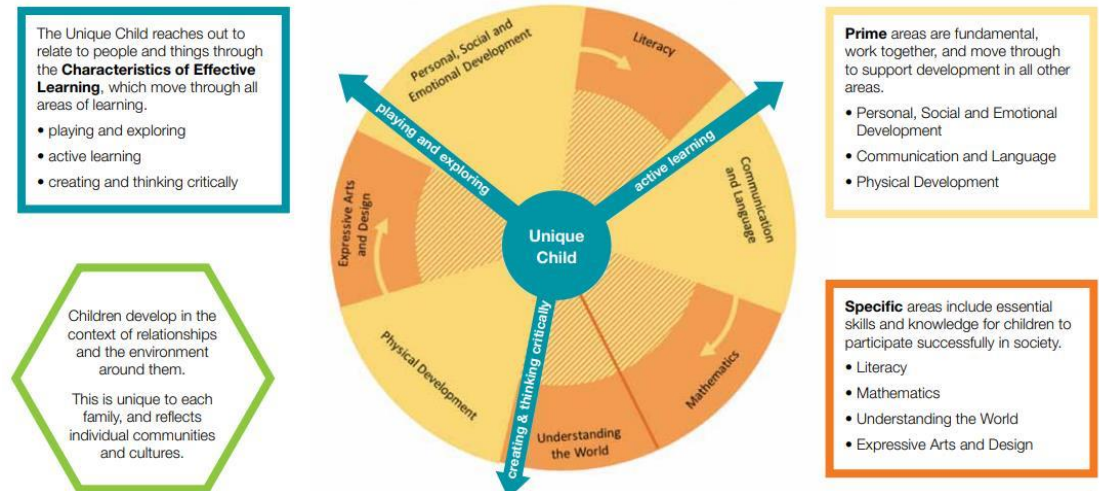 The Unique Child reaches out to
relate to people and things through
the Characteristics of Effective
Learning, which move through all
areas of learning.
• playing and exploring
• active learning
• creating and thinking critically
Children develop in the
context of relationships
and the environment
around them.
This is unique to each
family, and reflects
individual communities
and cultures.
Personal, Social and
Emotional Development
Literacy
playing and exploring
active learning
Communication
and Language
Expressive Arts
and Design
Unique
Child
Physical Development
creating & thinking critically
Mathematics
Understanding
the World
Prime areas are fundamental,
work together, and move through
to support development in all other
areas.
• Personal, Social and Emotional
Development
• Communication and Language
• Physical Development
Specific areas include essential
skills and knowledge for children to
participate successfully in society.
• Literacy
• Mathematics
• Understanding the World
• Expressive Arts and Design